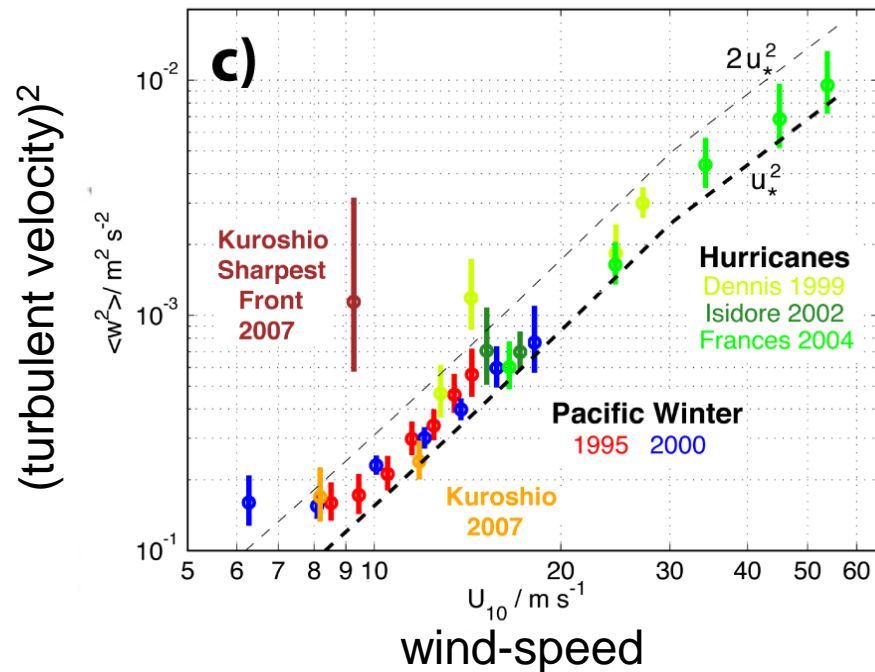 c)
(turbulent velocity)2
<w2>/ m2 s-2
10-2
10-3
10-1
2u*2
u*2
Kuroshio
Sharpest
Front
2007
Hurricanes
Dennis 1999
Isidore 2002
Frances 2004
Pacific Winter
1995 2000
Kuroshio
2007
5 6 7 8 9 10 20 30 40 50 60
U10 / m s-1
wind-speed